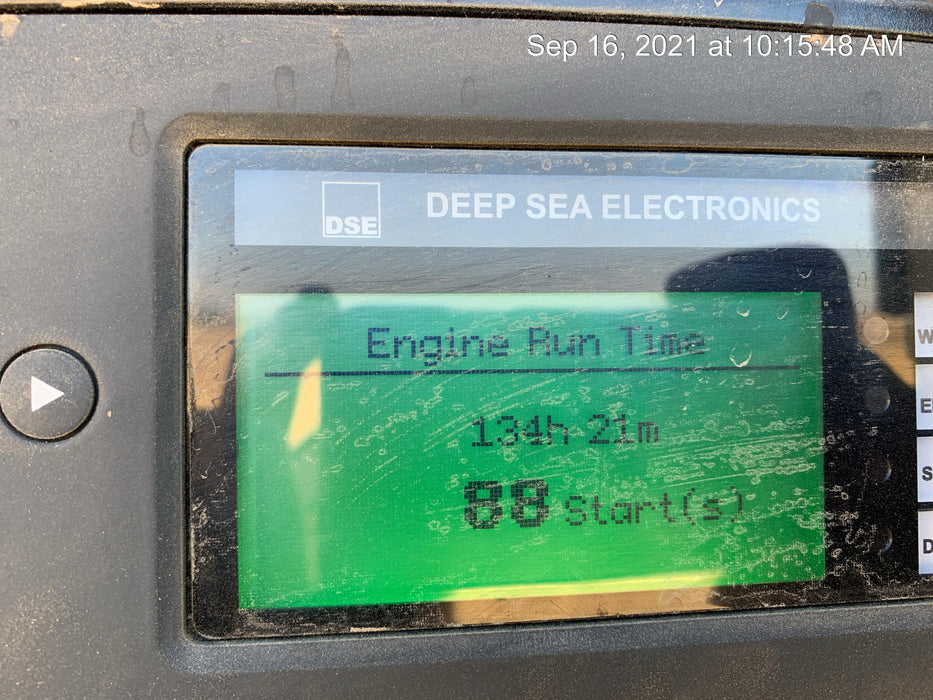 Sep 16, 2021 at 10:15:48 AM
DSE DEEP SEA ELECTRONICS
Engine Run Time
134h 21m
88 Start(s)